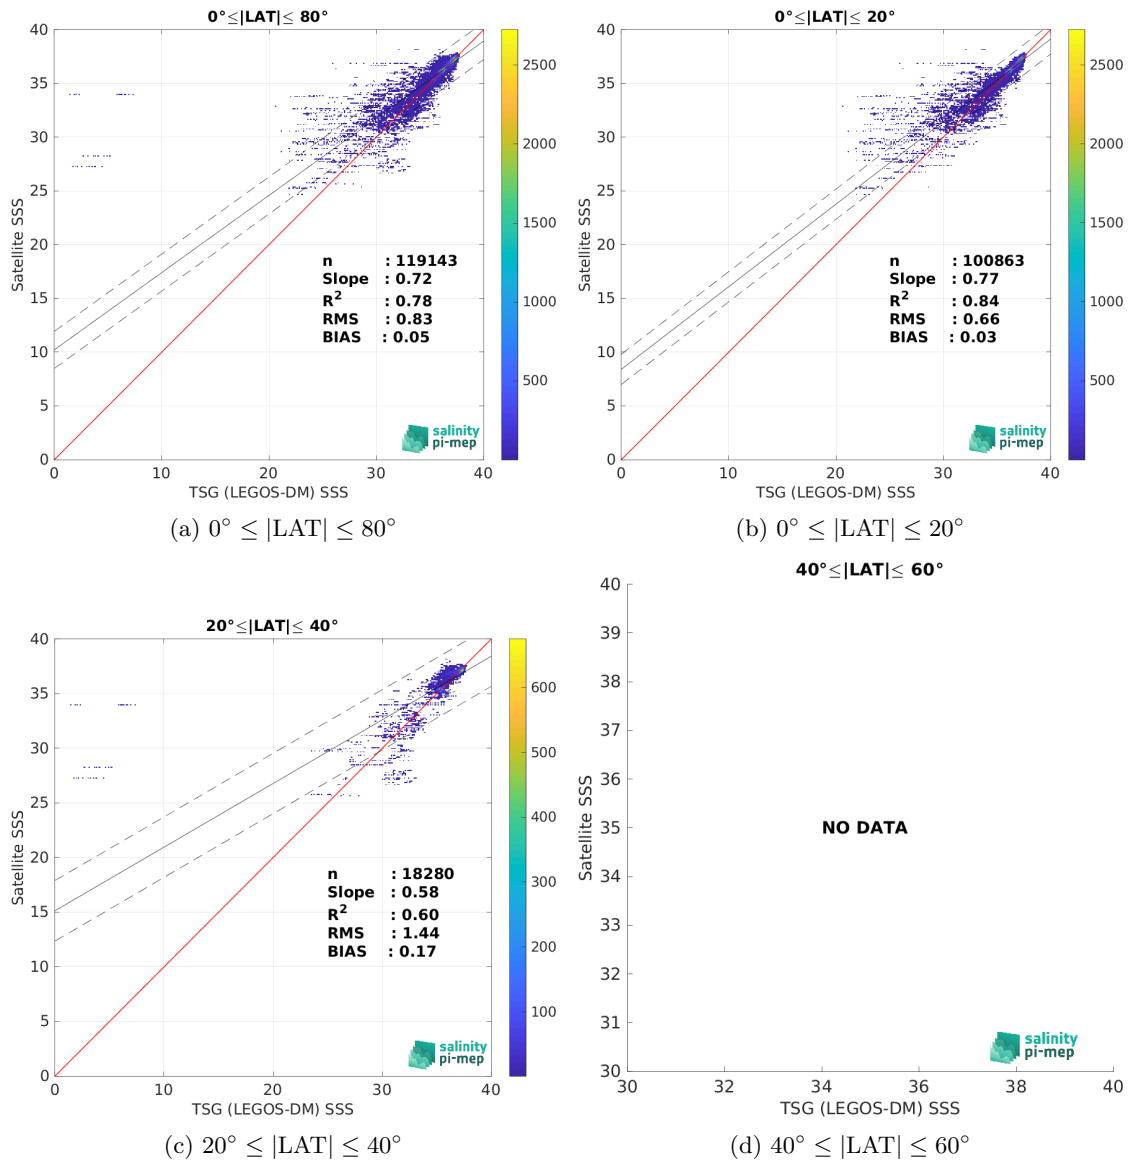 0°≤|LAT|≤ 80°
40
35
30
25
20
15
10
5
0
0
10
20
30
40
Satellite SSS
TSG (LEGOS-DM) SSS
n : 119143
Slope : 0.72
R² : 0.78
RMS : 0.83
BIAS : 0.05
salinity
pi-mep
2500
2000
1500
1000
500
(a) 0° ≤ |LAT| ≤ 80°
0°≤|LAT|≤ 20°
40
35
30
25
20
15
10
5
0
0
10
20
30
40
Satellite SSS
TSG (LEGOS-DM) SSS
n : 100863
Slope : 0.77
R² : 0.84
RMS : 0.66
BIAS : 0.03
salinity
pi-mep
2500
2000
1500
1000
500
(b) 0° ≤ |LAT| ≤ 20°
20°≤|LAT|≤ 40°
40
35
30
25
20
15
10
5
0
0
10
20
30
40
Satellite SSS
TSG (LEGOS-DM) SSS
n : 18280
Slope : 0.58
R² : 0.60
RMS : 1.44
BIAS : 0.17
salinity
pi-mep
600
500
400
300
200
100
(c) 20° ≤ |LAT| ≤ 40°
40°≤|LAT|≤ 60°
40
39
38
37
36
35
34
33
32
31
30
30
32
34
36
38
40
Satellite SSS
TSG (LEGOS-DM) SSS
NO DATA
salinity
pi-mep
(d) 40° ≤ |LAT| ≤ 60°